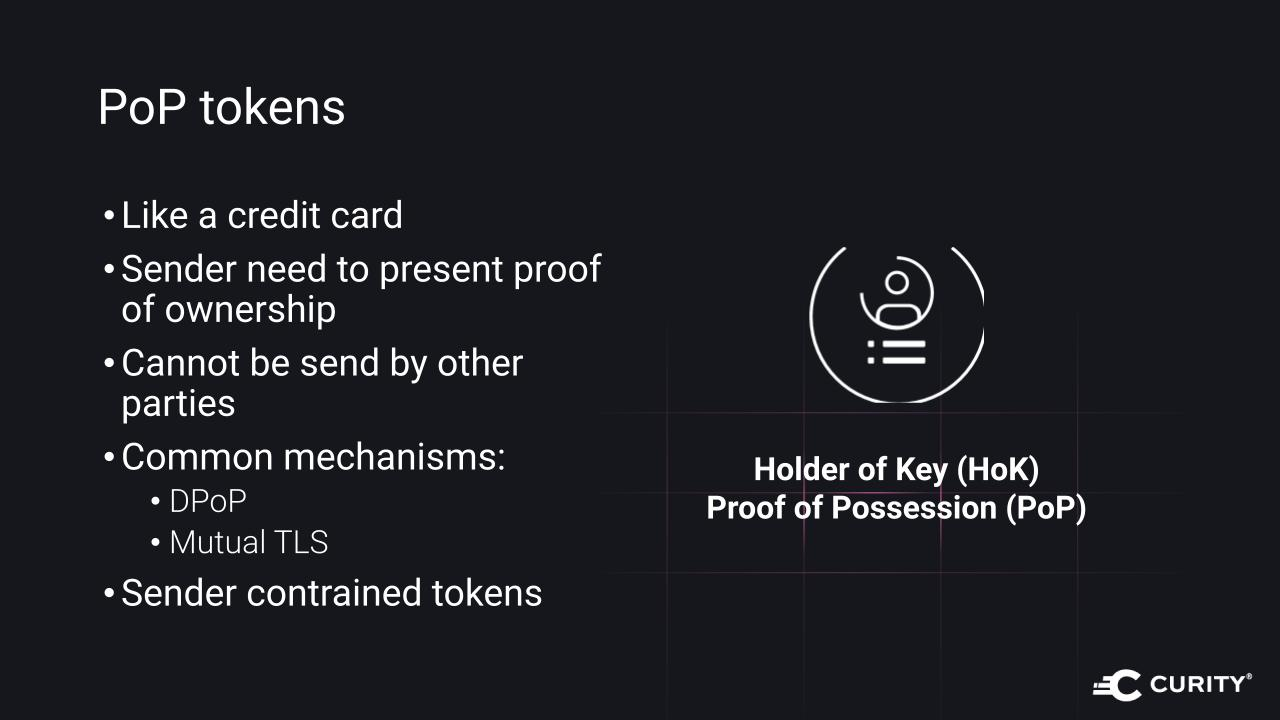 PoP tokens
• Like a credit card
• Sender need to present proof
of ownership
• Cannot be send by other
parties
• Common mechanisms:
• DPoP
• Mutual TLS
• Sender contrained tokens
Holder of Key (HoK)
Proof of Possession (PoP)
CURITY®